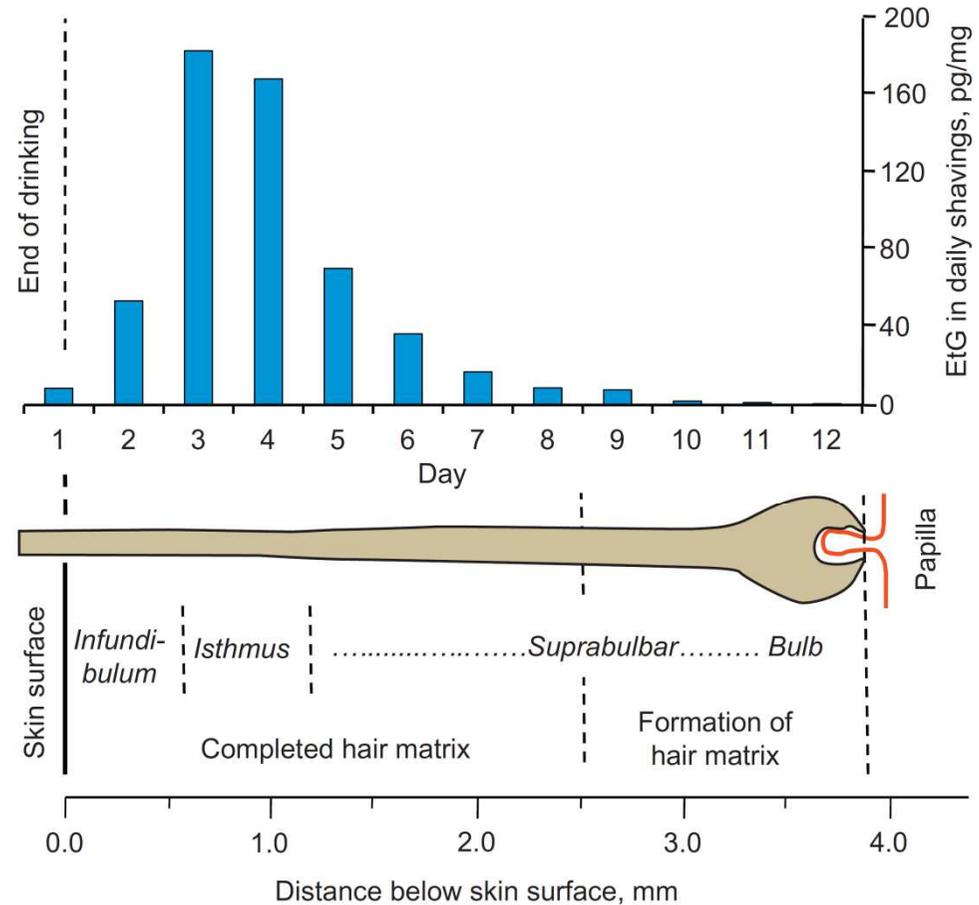 200
160
120
80
40
0
EtG in daily shavings, pg/mg
End of drinking
1 2 3 4 5 6 7 8 9 10 11 12
Day
Papilla
Skin surface
Infundi-
bulum
Isthmus
.....................Suprabulbar......... Bulb
Completed hair matrix
Formation of
hair matrix
0.0 1.0 2.0 3.0 4.0
Distance below skin surface, mm